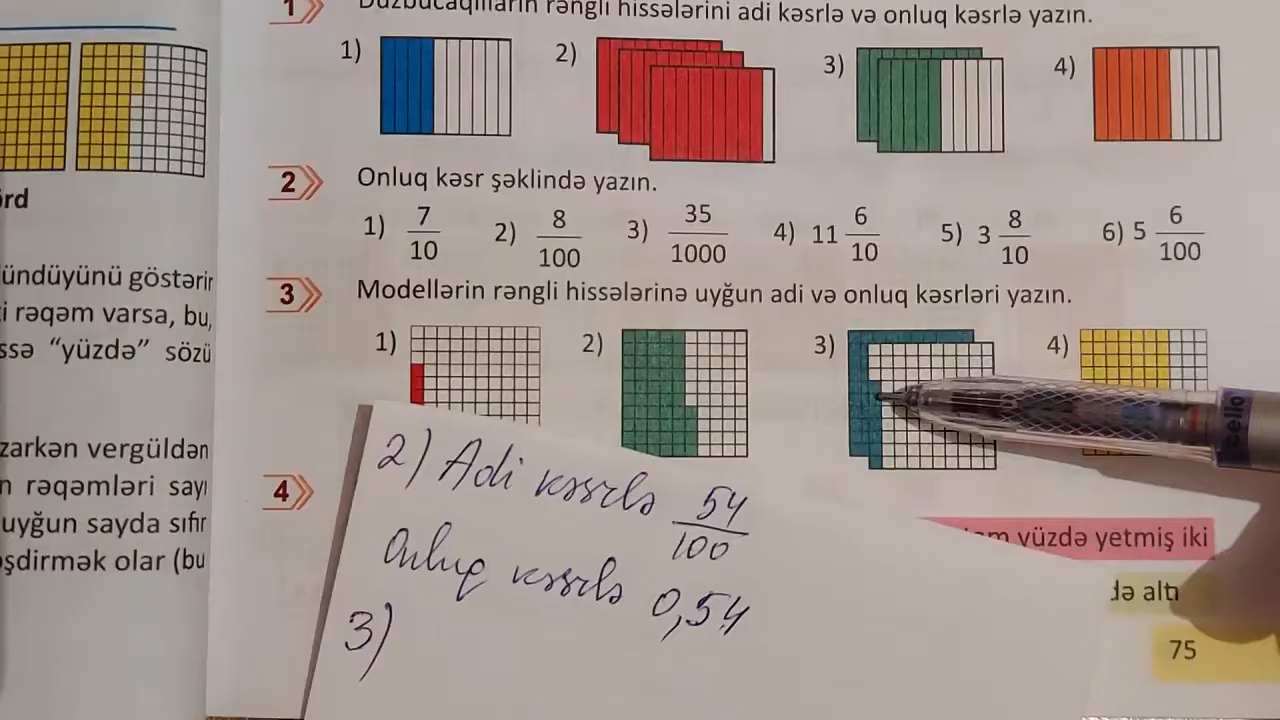 ərd
ündüyünü göstərir
i rəqəm varsa, bu,
ssə “yüzdə” sözü
zarkən vergüldən
n rəqəmləri sayı
uyğun sayda sıfır
şdirmək olar (bu
1 Düzbucaqlıların rəngli hissələrini adi kəsrlə və onluq kəsrlə yazın.
1) 2) 3) 4)
2 Onluq kəsr şəklində yazın.
1) 7/10 2) 8/100 3) 35/1000 4) 11 6/10 5) 3 8/10 6) 5 6/100
3 Modellərin rəngli hissələrinə uyğun adi və onluq kəsrləri yazın.
1) 2) 3) 4)
4
2) Adi kəsrlə 54/100
Onluq kəsrlə 0,54
3)
yüzdə yetmiş iki
də altı
75